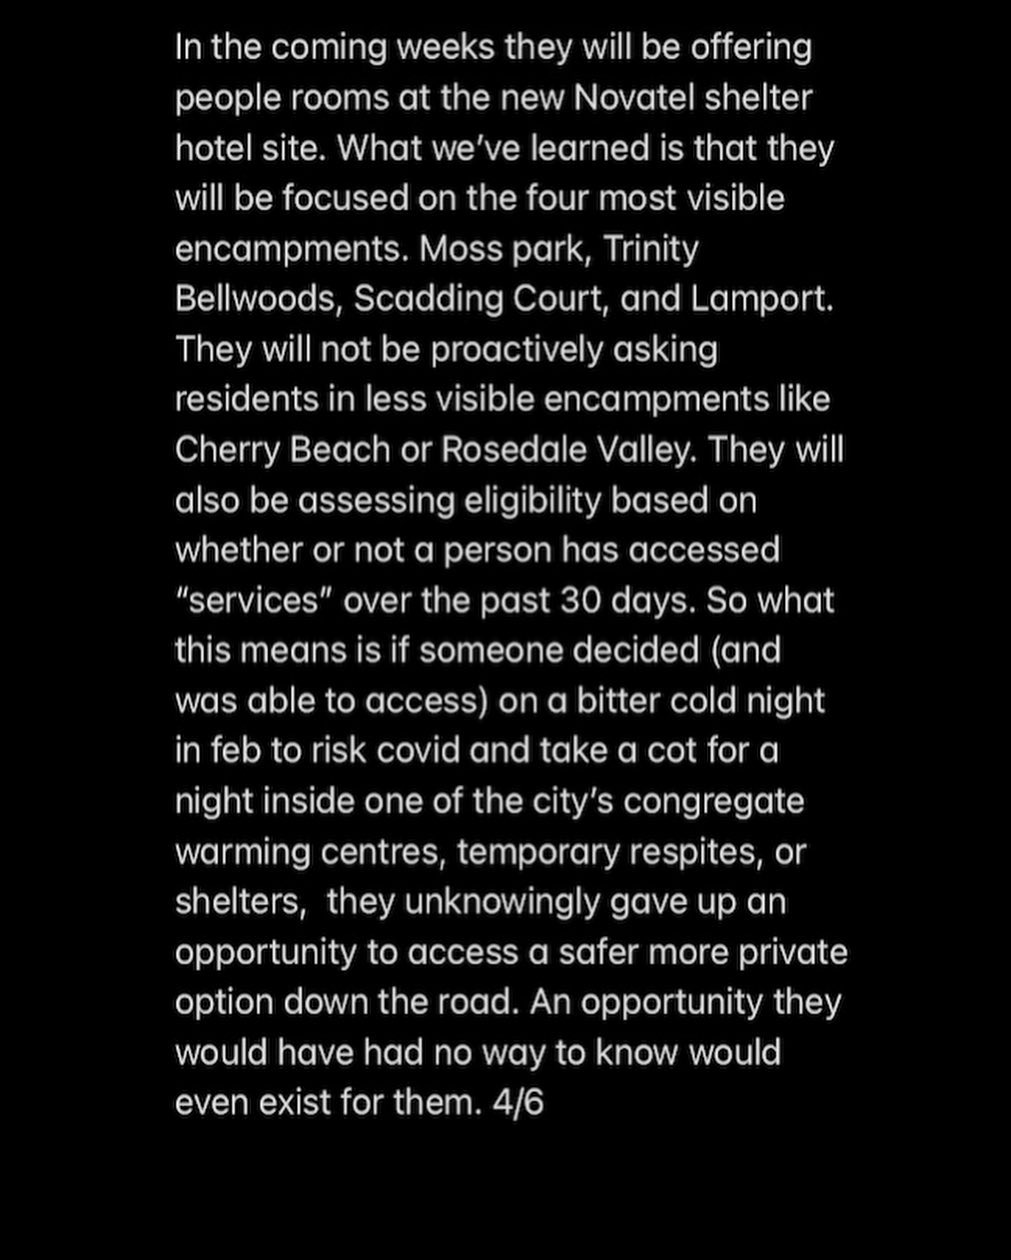 In the coming weeks they will be offering
people rooms at the new Novatel shelter
hotel site. What we've learned is that they
will be focused on the four most visible
encampments. Moss park, Trinity
Bellwoods, Scadding Court, and Lamport.
They will not be proactively asking
residents in less visible encampments like
Cherry Beach or Rosedale Valley. They will
also be assessing eligibility based on
whether or not a person has accessed
"services" over the past 30 days. So what
this means is if someone decided (and
was able to access) on a bitter cold night
in feb to risk covid and take a cot for a
night inside one of the city's congregate
warming centres, temporary respites, or
shelters,  they unknowingly gave up an
opportunity to access a safer more private
option down the road. An opportunity they
would have had no way to know would
even exist for them. 4/6